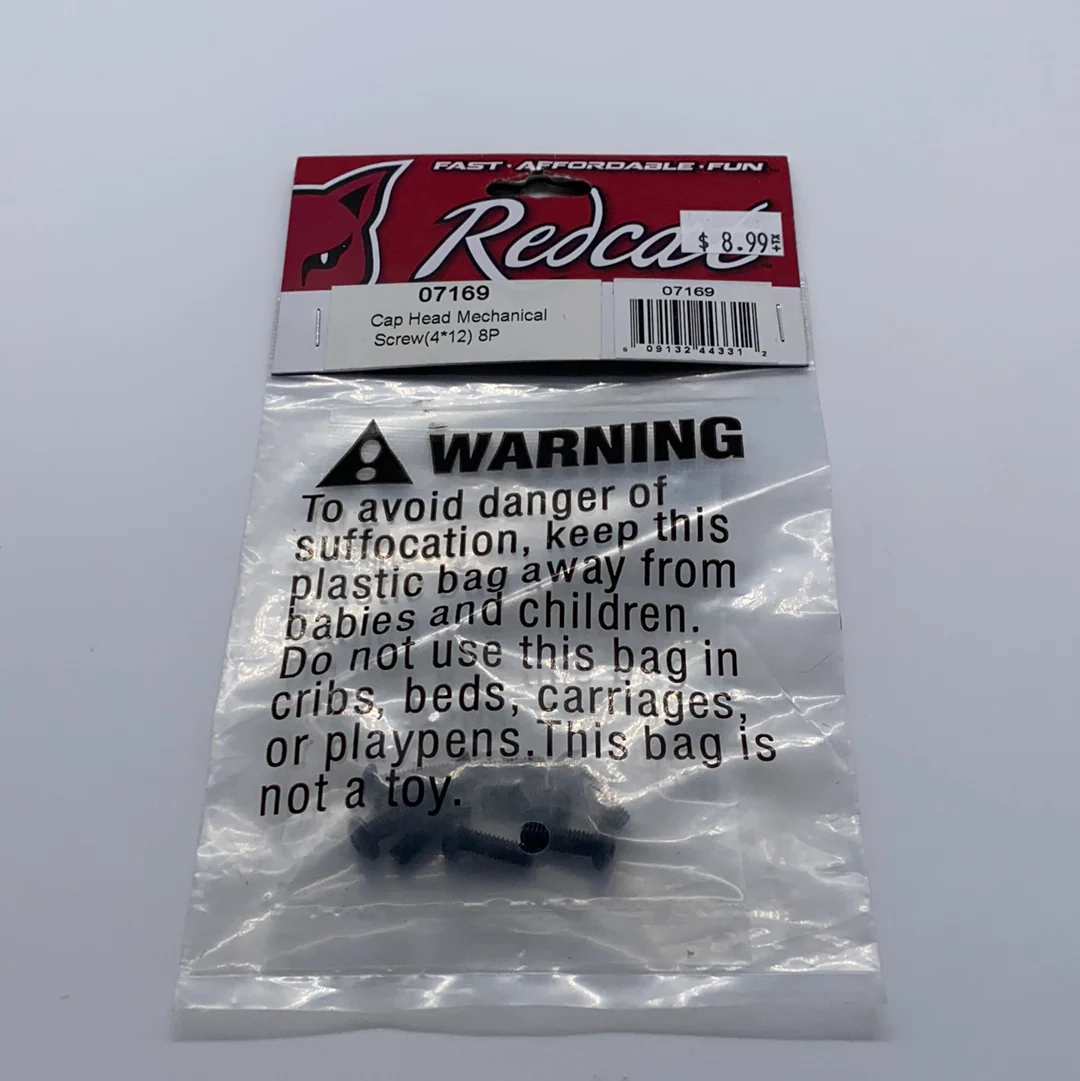 FAST · AFFORDABLE · FUN
Redcat
$ 8.99 +TX
07169
Cap Head Mechanical
Screw(4*12) 8P
07169
6 09132 44331 2
WARNING
To avoid danger of
suffocation, keep this
plastic bag away from
babies and children.
Do not use this bag in
cribs, beds, carriages,
or playpens.This bag is
not a toy.